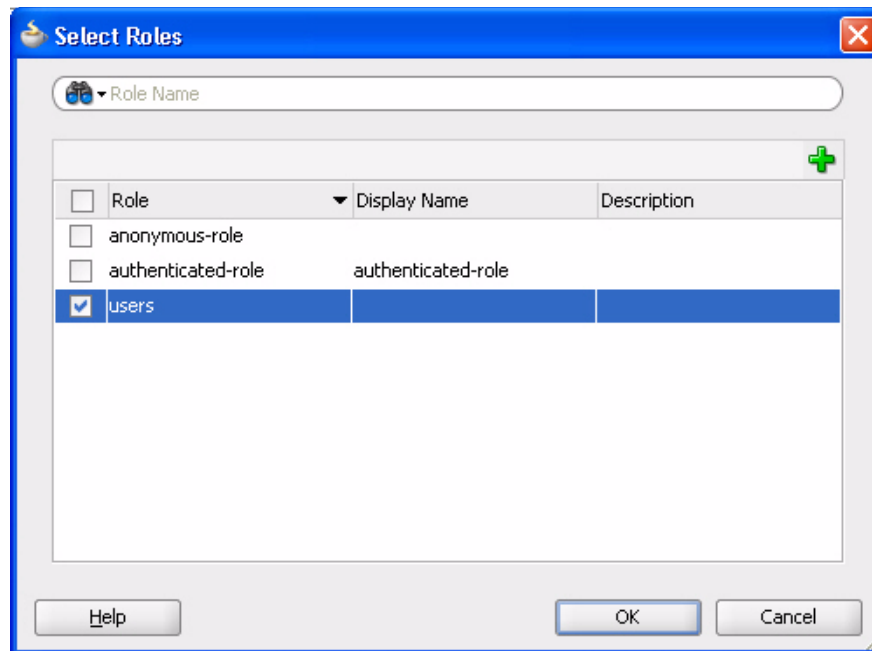 Select Roles
Role Name
Role Display Name Description
anonymous-role
authenticated-role authenticated-role
users
Help OK Cancel